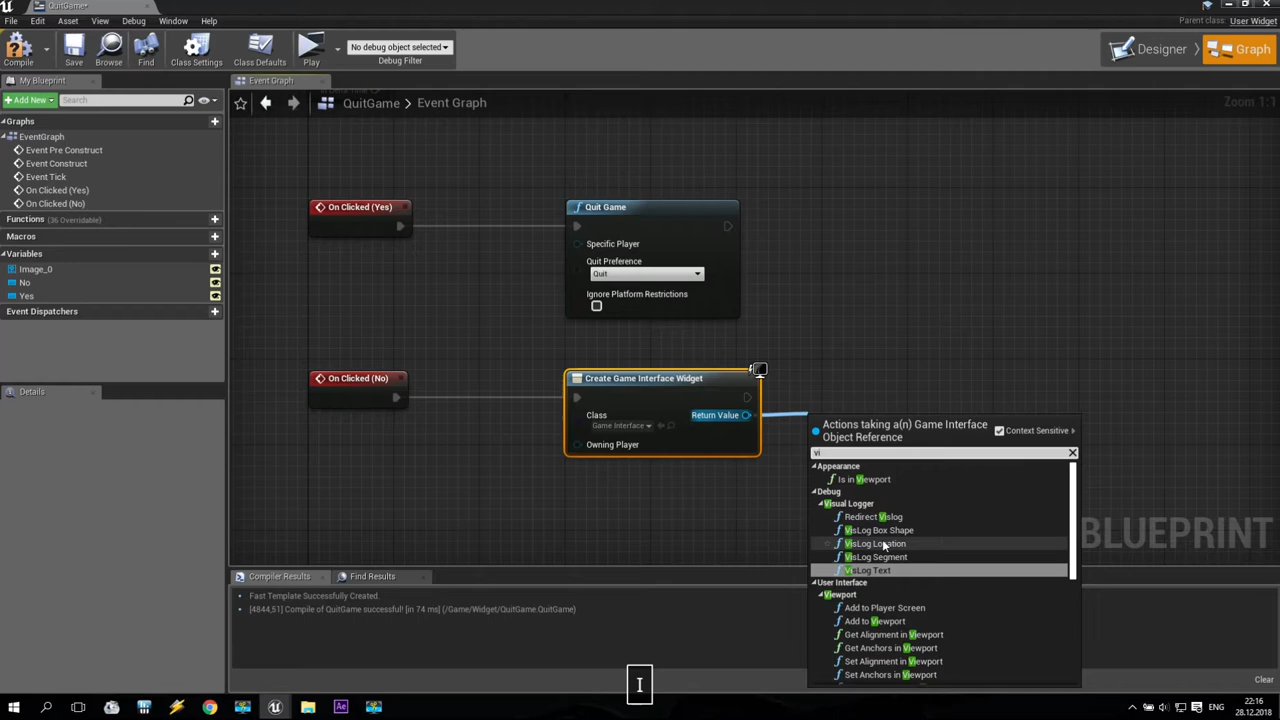 QuitGame*
File Edit Asset View Debug Window Help
Parent class: User Widget
Compile Save Browse Find Class Settings Class Defaults Play
No debug object selected
Debug Filter
Designer Graph
My Blueprint
Event Graph
+Add New Search
QuitGame > Event Graph
Zoom 1:1
Graphs
EventGraph
Event Pre Construct
Event Construct
Event Tick
On Clicked (Yes)
On Clicked (No)
Functions (36 Overridable)
Macros
Variables
Image_0
No
Yes
Event Dispatchers
Details
On Clicked (Yes)
Quit Game
Specific Player
Quit Preference
Quit
Ignore Platform Restrictions
On Clicked (No)
Create Game Interface Widget
Class
Game Interface
Return Value
Owning Player
Actions taking a(n) Game Interface
Object Reference
Context Sensitive
vi
Appearance
Is in Viewport
Debug
Visual Logger
Redirect Vislog
VisLog Box Shape
VisLog Location
VisLog Segment
VisLog Text
User Interface
Viewport
Add to Player Screen
Add to Viewport
Get Alignment in Viewport
Get Anchors in Viewport
Set Alignment in Viewport
Set Anchors in Viewport
BLUEPRINT
Compiler Results Find Results
Fast Template Successfully Created.
[4844,51] Compile of QuitGame successful! [in 74 ms] (/Game/Widget/QuitGame.QuitGame)
I
Clear
Ae
ENG
22:16
28.12.2018